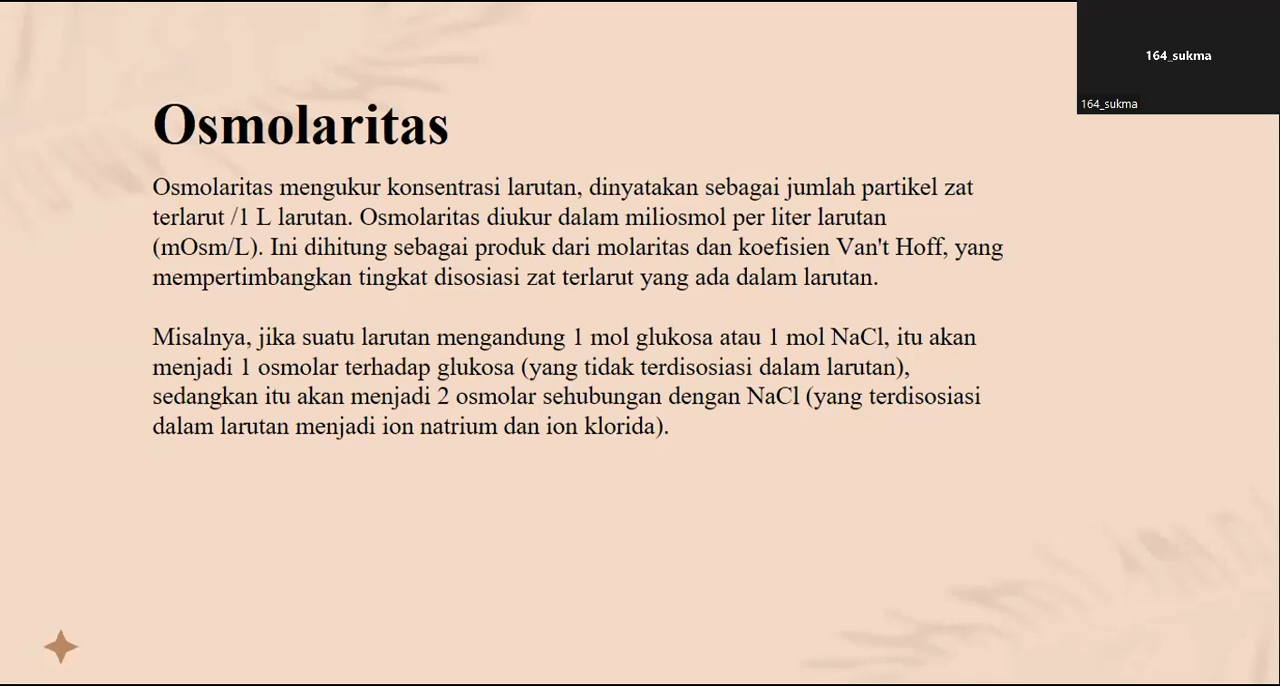 164_sukma
164_sukma
Osmolaritas
Osmolaritas mengukur konsentrasi larutan, dinyatakan sebagai jumlah partikel zat
terlarut /1 L larutan. Osmolaritas diukur dalam miliosmol per liter larutan
(mOsm/L). Ini dihitung sebagai produk dari molaritas dan koefisien Van't Hoff, yang
mempertimbangkan tingkat disosiasi zat terlarut yang ada dalam larutan.
Misalnya, jika suatu larutan mengandung 1 mol glukosa atau 1 mol NaCl, itu akan
menjadi 1 osmolar terhadap glukosa (yang tidak terdisosiasi dalam larutan),
sedangkan itu akan menjadi 2 osmolar sehubungan dengan NaCl (yang terdisosiasi
dalam larutan menjadi ion natrium dan ion klorida).